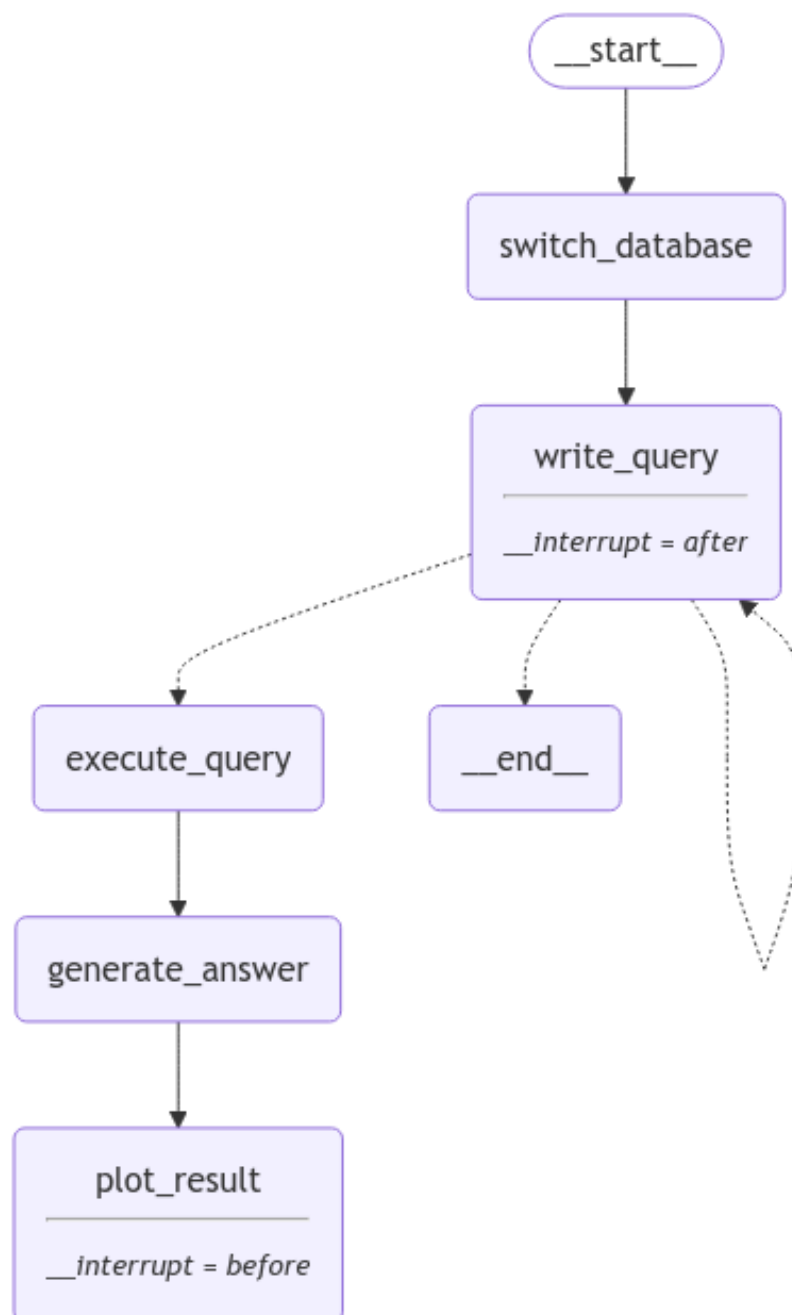 __start__
switch_database
write_query
__interrupt = after
execute_query
__end__
generate_answer
plot_result
__interrupt = before